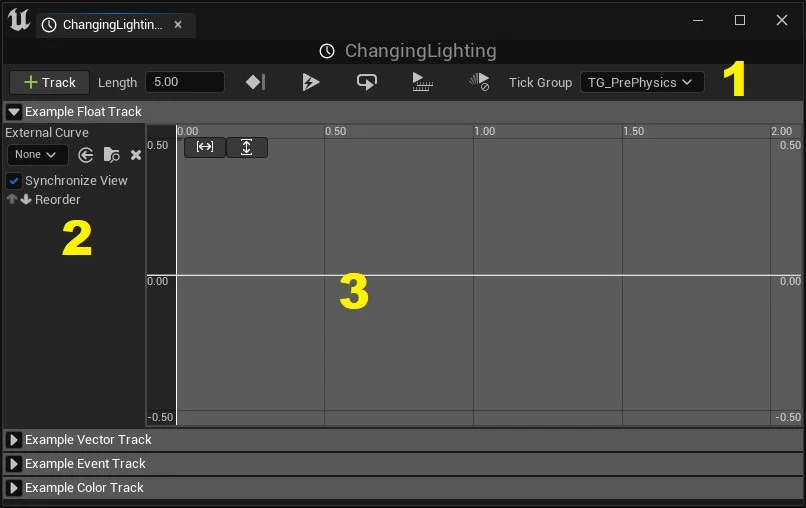 ChangingLightin...
ChangingLighting
Track Length 5.00 Tick Group TG_PrePhysics 1
Example Float Track
External Curve
None
Synchronize View
Reorder
2
0.00 0.50 1.00 1.50 2.00
0.50 0.50
0.00 0.00
3
-0.50 -0.50
Example Vector Track
Example Event Track
Example Color Track